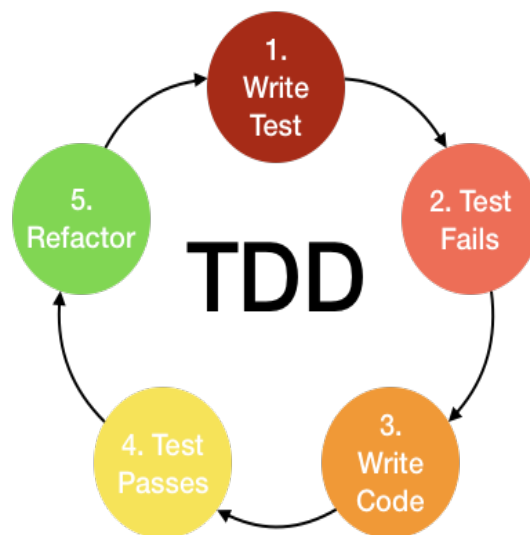 1.
Write
Test
2. Test
Fails
3.
Write
Code
4. Test
Passes
5.
Refactor
TDD